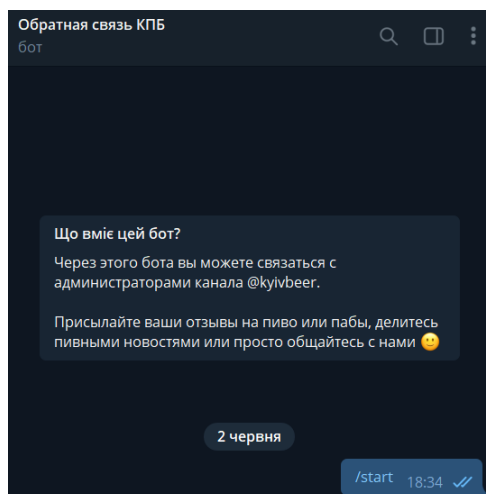 Обратная связь КПБ
бот
Що вміє цей бот?
Через этого бота вы можете связаться с
администраторами канала @kyivbeer.
Присылайте ваши отзывы на пиво или пабы, делитесь
пивными новостями или просто общайтесь с нами 🙂
2 червня
/start 18:34